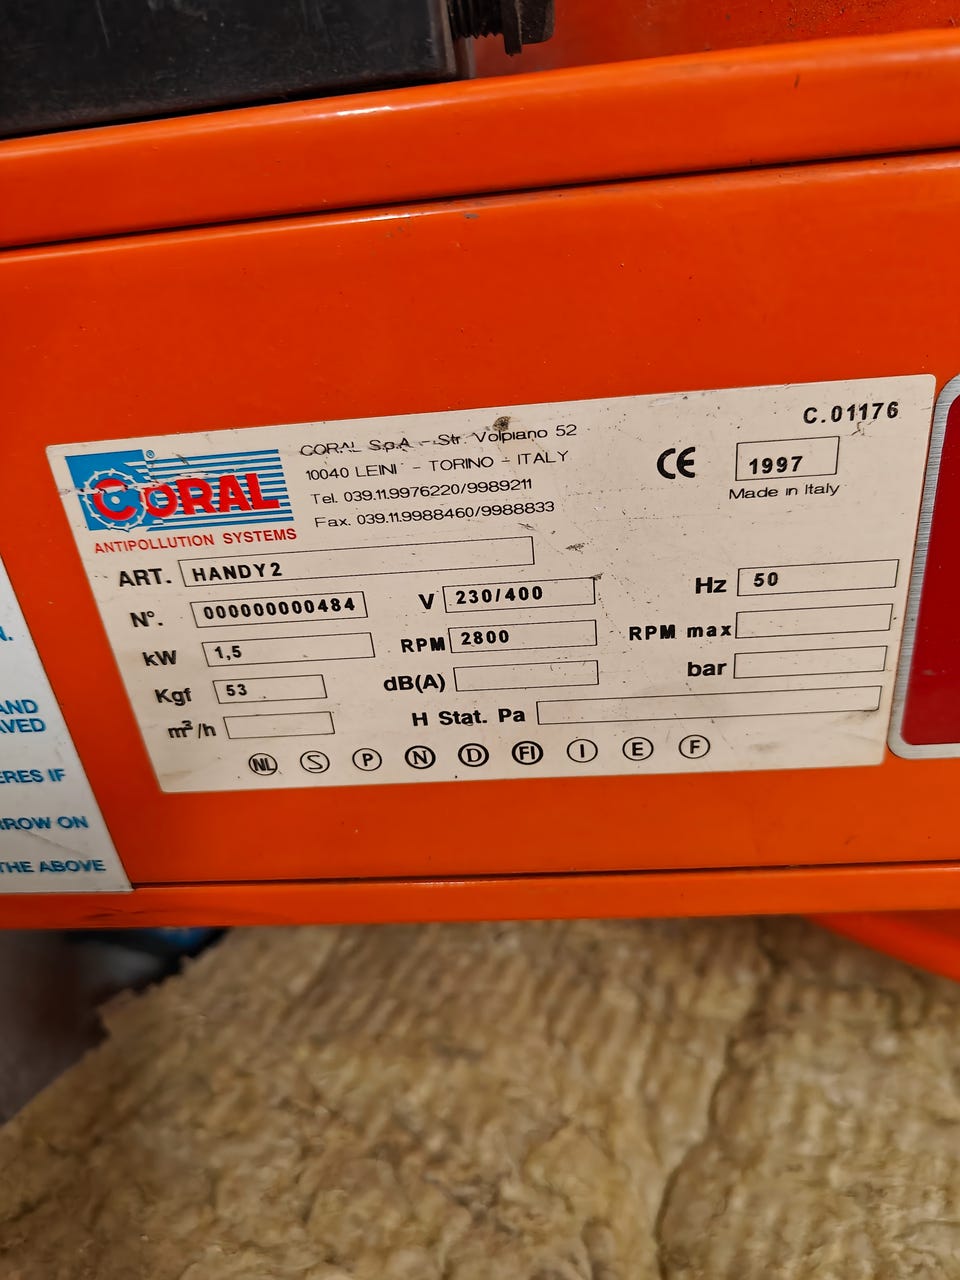 C.01176
CORAL®
ANTIPOLLUTION SYSTEMS
CORAL S.p.A. - Str. Volpiano 52
10040 LEINI' - TORINO - ITALY
Tel. 039.11.9976220/9989211
Fax. 039.11.9988460/9988833
CE 1997
Made in Italy
ART. HANDY2
N°. 000000000484 V 230/400 Hz 50
kW 1,5 RPM 2800 RPM max
Kgf 53 dB(A) bar
m³/h H Stat. Pa
NL S P N D FI I E F
N.
AND
AVED
ERES IF
RROW ON
THE ABOVE